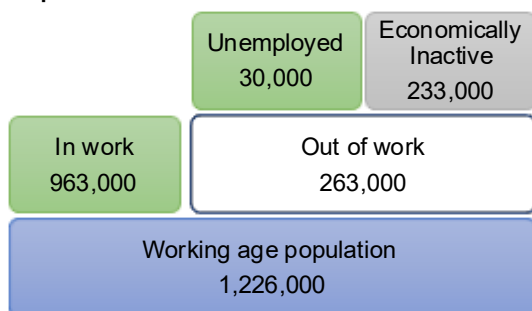 Unemployed
30,000
Economically
Inactive
233,000
In work
963,000
Out of work
263,000
Working age population
1,226,000